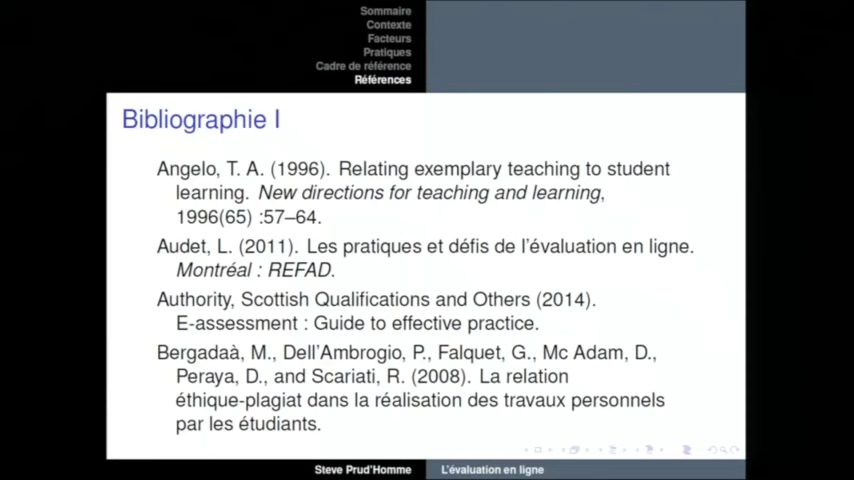 Sommaire
Contexte
Facteurs
Pratiques
Cadre de référence
Références
Bibliographie I
Angelo, T. A. (1996). Relating exemplary teaching to student
learning. New directions for teaching and learning,
1996(65) :57–64.
Audet, L. (2011). Les pratiques et défis de l'évaluation en ligne.
Montréal : REFAD.
Authority, Scottish Qualifications and Others (2014).
E-assessment : Guide to effective practice.
Bergadaà, M., Dell'Ambrogio, P., Falquet, G., Mc Adam, D.,
Peraya, D., and Scariati, R. (2008). La relation
éthique-plagiat dans la réalisation des travaux personnels
par les étudiants.
Steve Prud'Homme
L'évaluation en ligne